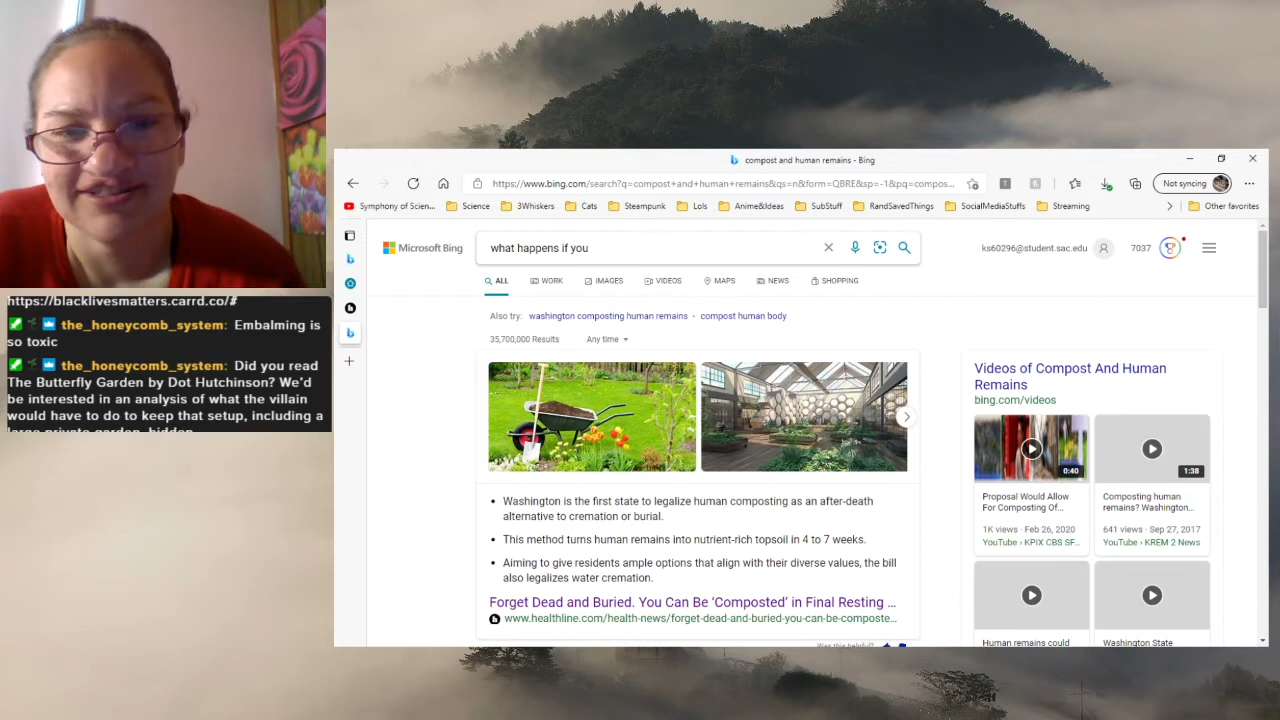 https://blacklivesmatters.carrd.co/#
the_honeycomb_system: Embalming is
so toxic
the_honeycomb_system: Did you read
The Butterfly Garden by Dot Hutchinson? We'd
be interested in an analysis of what the villain
would have to do to keep that setup, including a
large private garden, hidden
compost and human remains - Bing
https://www.bing.com/search?q=compost+and+human+remains&qs=n&form=QBRE&sp=-1&pq=compos...
Not syncing
Symphony of Scien...
Science
3Whiskers
Cats
Steampunk
Lols
Anime&Ideas
SubStuff
RandSavedThings
SocialMediaStuffs
Streaming
Other favorites
Microsoft Bing
what happens if you
ks60296@student.sac.edu
7037
ALL
WORK
IMAGES
VIDEOS
MAPS
NEWS
SHOPPING
Also try: washington composting human remains · compost human body
35,700,000 Results
Any time
• Washington is the first state to legalize human composting as an after-death
alternative to cremation or burial.
• This method turns human remains into nutrient-rich topsoil in 4 to 7 weeks.
• Aiming to give residents ample options that align with their diverse values, the bill
also legalizes water cremation.
Forget Dead and Buried. You Can Be 'Composted' in Final Resting ...
www.healthline.com/health-news/forget-dead-and-buried-you-can-be-composte...
Was this helpful?
Videos of Compost And Human
Remains
bing.com/videos
0:40
Proposal Would Allow
For Composting Of...
1K views · Feb 26, 2020
YouTube › KPIX CBS SF...
1:38
Composting human
remains? Washington...
641 views · Sep 27, 2017
YouTube › KREM 2 News
Human remains could
Washington State